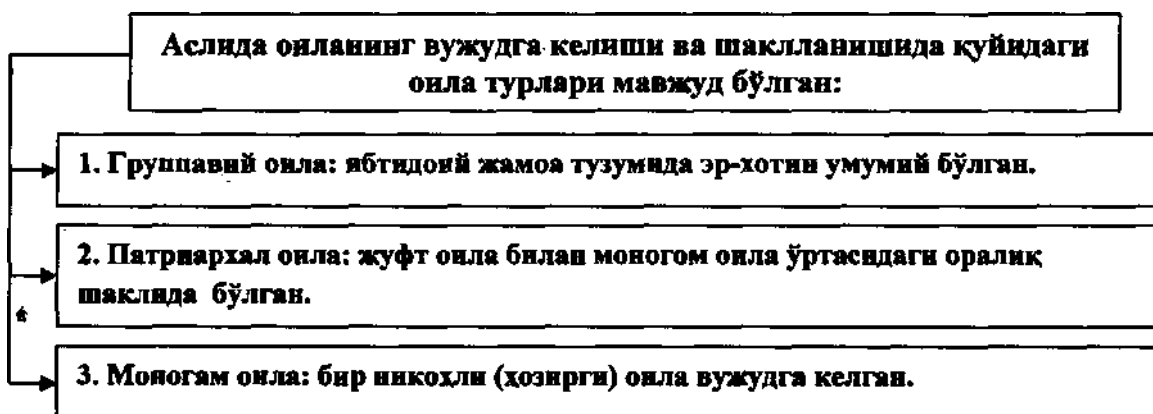 Аслида оиланинг вужудга келиши ва шаклланишида қуйидаги
оила турлари мавжуд бўлган:
1. Группавий оила: ибтидоий жамоа тузумида эр-хотин умумий бўлган.
2. Патриархал оила: жуфт оила билан моногом оила ўртасидаги оралиқ
шаклида бўлган.
3. Моногам оила: бир никоҳли (ҳозирги) оила вужудга келган.